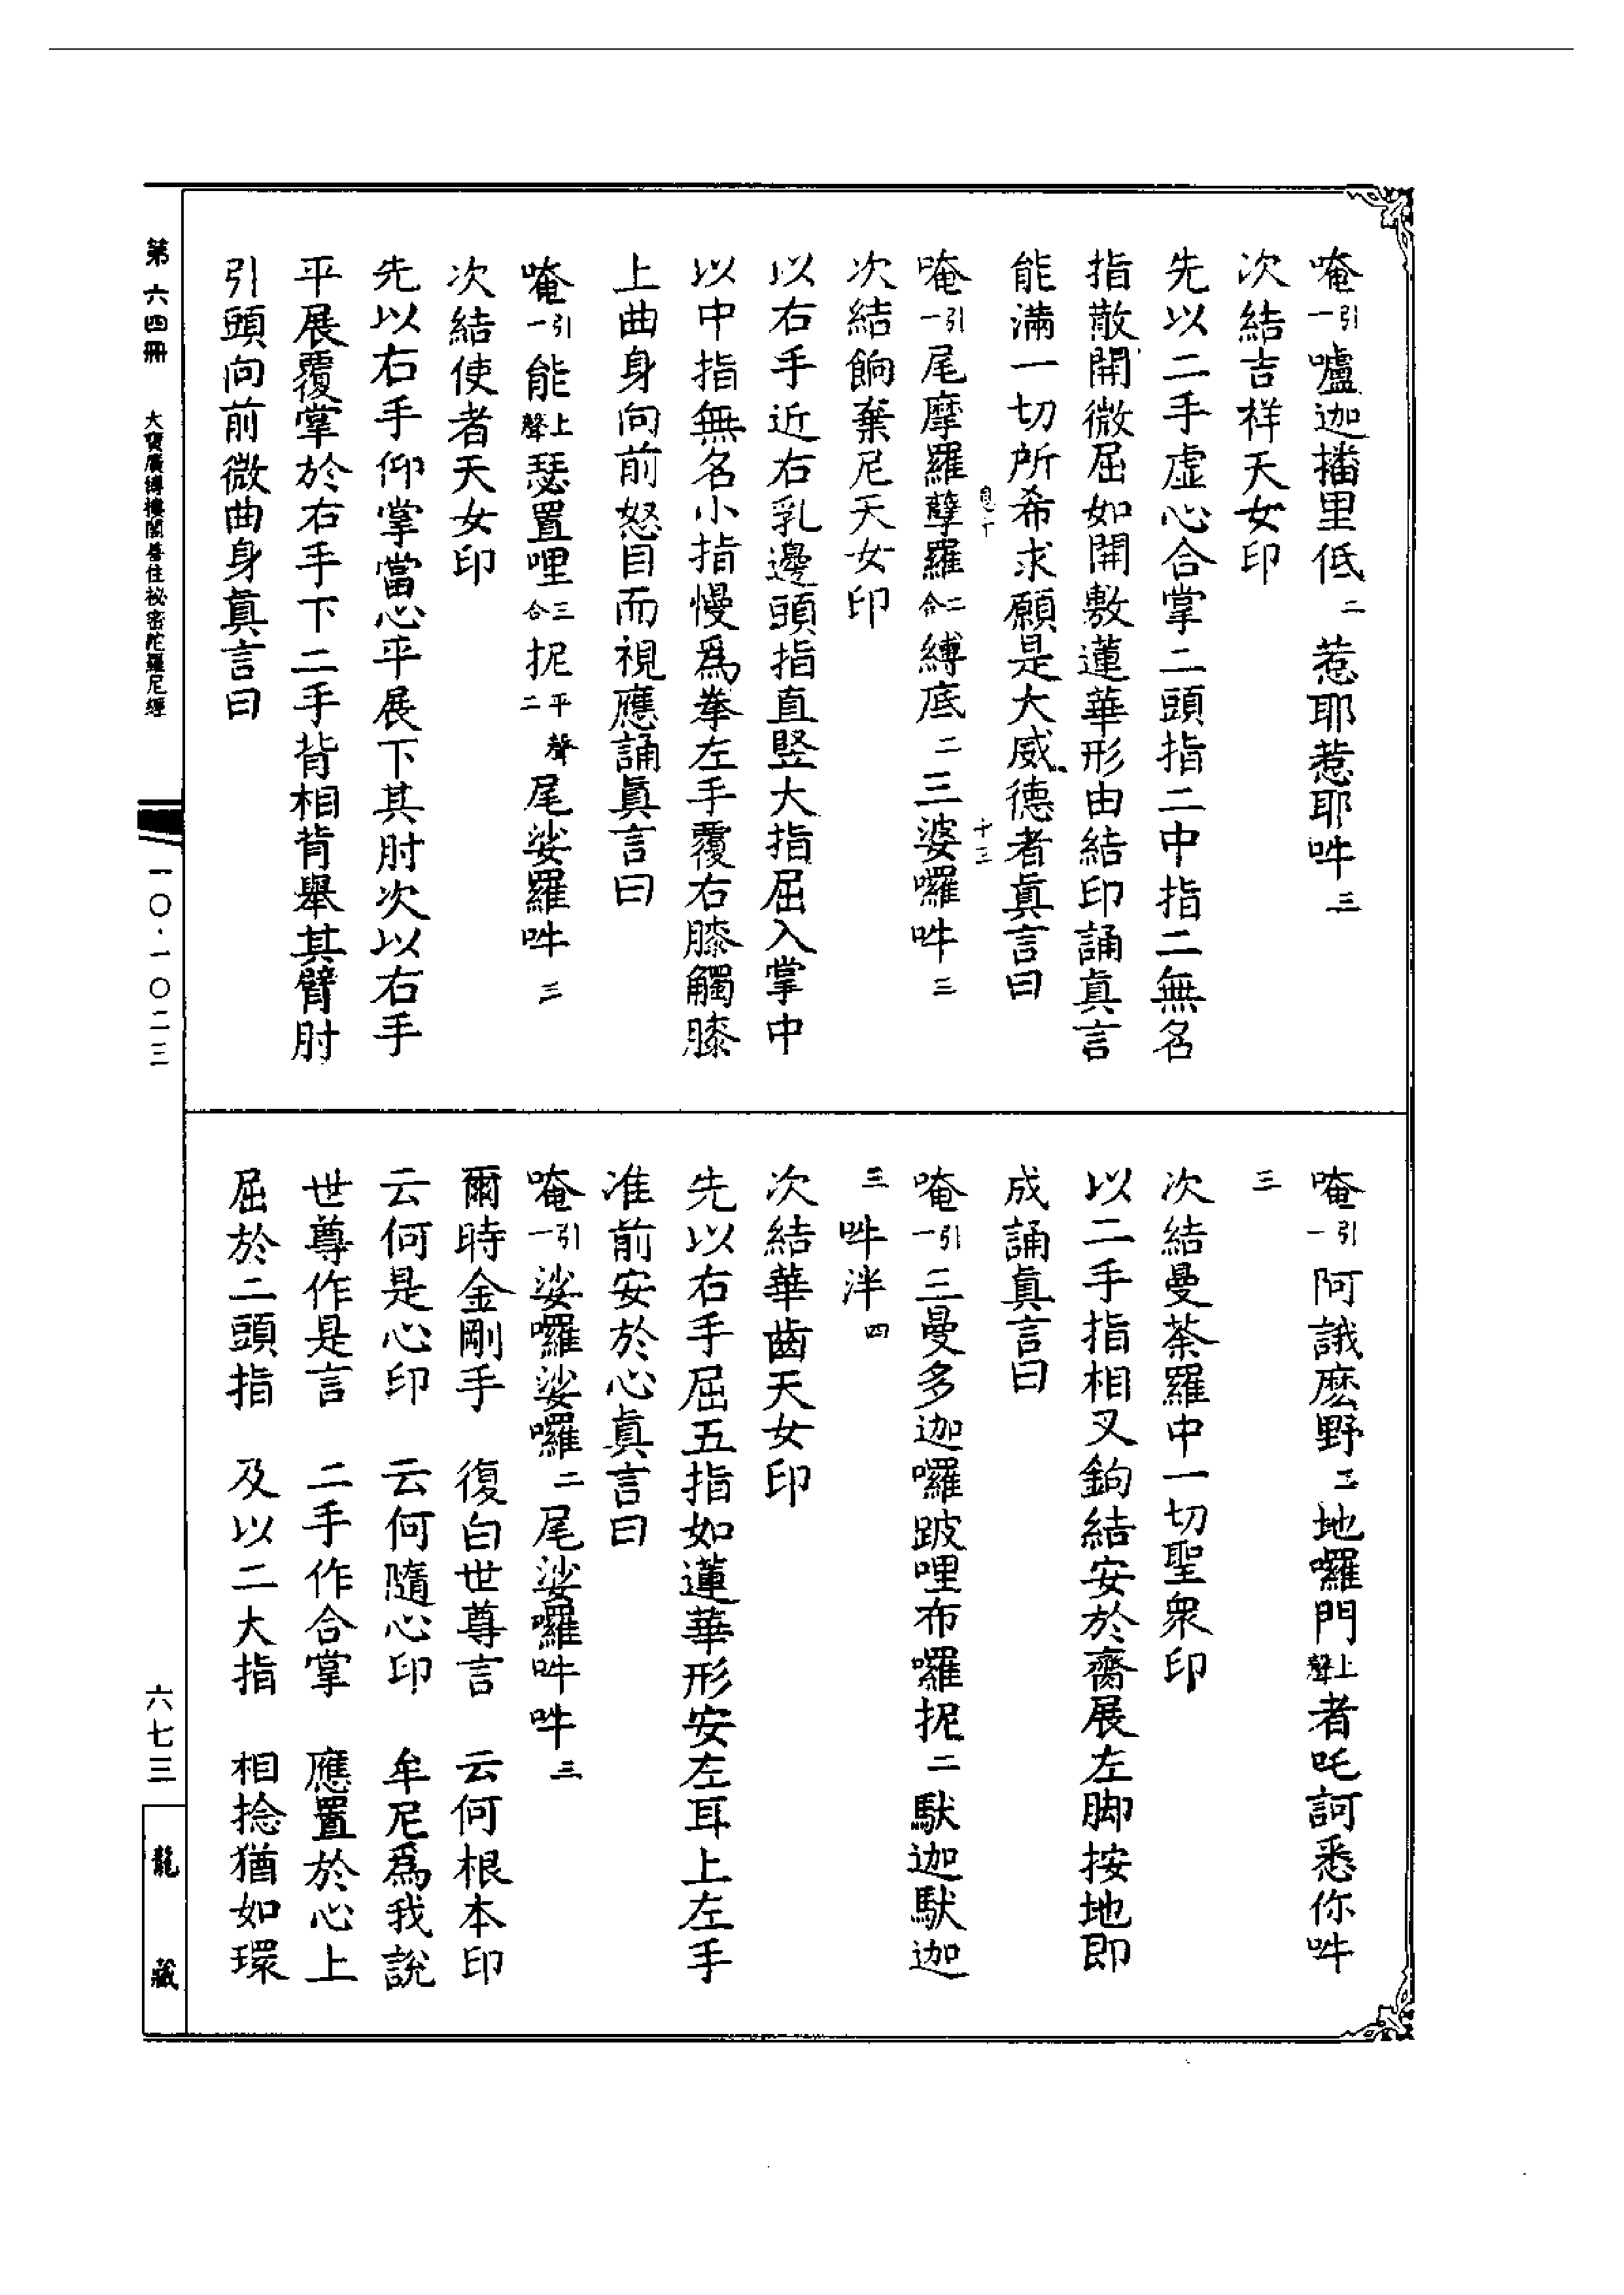 唵引一嚧迦播里低二惹耶惹耶吽三
次結吉祥天女印
先以二手虛心合掌二頭指二中指二無名
指散開微屈如開敷蓮華形由結印誦真言
能滿一切所希求願是大威德者真言曰
唵引一尾摩羅孽羅二合縛底二三婆囉吽三
次結餉棄尼天女印
以右手近右乳邊頭指直豎大指屈入掌中
以中指無名小指慢為拳左手覆右膝觸膝
上曲身向前怒目而視應誦真言曰
唵引一能上聲瑟置哩三合抳平聲二尾娑羅吽三
次結使者天女印
先以右手仰掌當心平展下其肘次以右手
平展覆掌於右手下二手背相背舉其臂肘
引頭向前微曲身真言曰
唵引一阿誐麼野二地囉門上聲者吒訶悉你吽
三
次結曼荼羅中一切聖眾印
以二手指相叉鉤結安於齊展左脚按地即
成誦真言曰
唵引一三曼多迦囉跛哩布囉抳二馱迦馱迦
三吽泮四
次結華齒天女印
先以右手屈五指如蓮華形安左耳上左手
准前安於心真言曰
唵引一娑囉娑囉二尾娑囉吽吽三
爾時金剛手　復白世尊言　云何根本印
云何是心印　云何隨心印　牟尼為我說
世尊作是言　二手作合掌　應置於心上
屈於二頭指　及以二大指　相捻猶如環
第六四冊　大寶廣博樓閣善住祕密陀羅尼經
一〇·一〇二三
六七三
龍藏